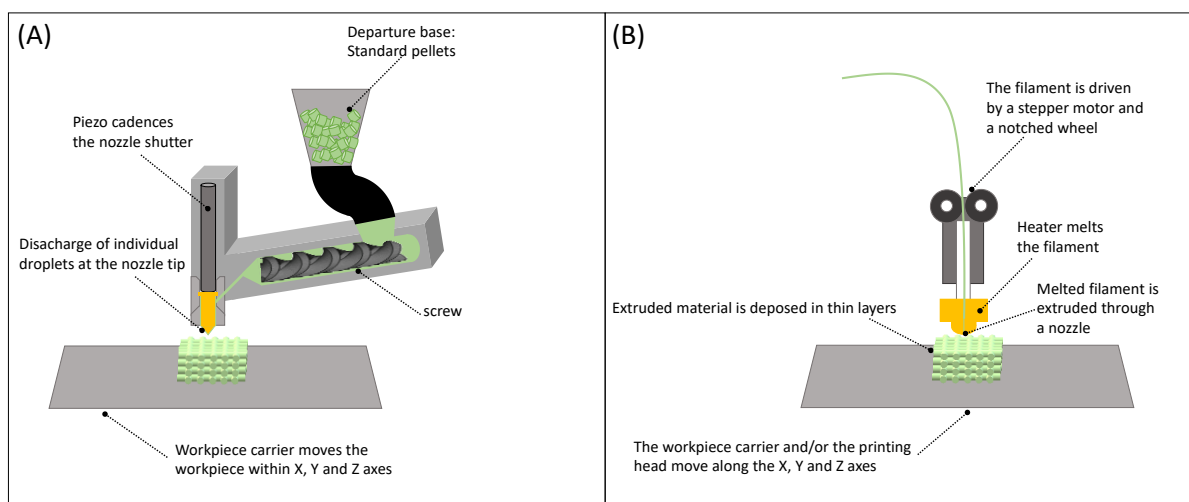 (A)
Departure base:
Standard pellets
Piezo cadences
the nozzle shutter
Disacharge of individual
droplets at the nozzle tip
screw
Workpiece carrier moves the
workpiece within X, Y and Z axes
(B)
The filament is driven
by a stepper motor and
a notched wheel
Heater melts
the filament
Extruded material is deposed in thin layers
Melted filament is
extruded through
a nozzle
The workpiece carrier and/or the printing
head move along the X, Y and Z axes